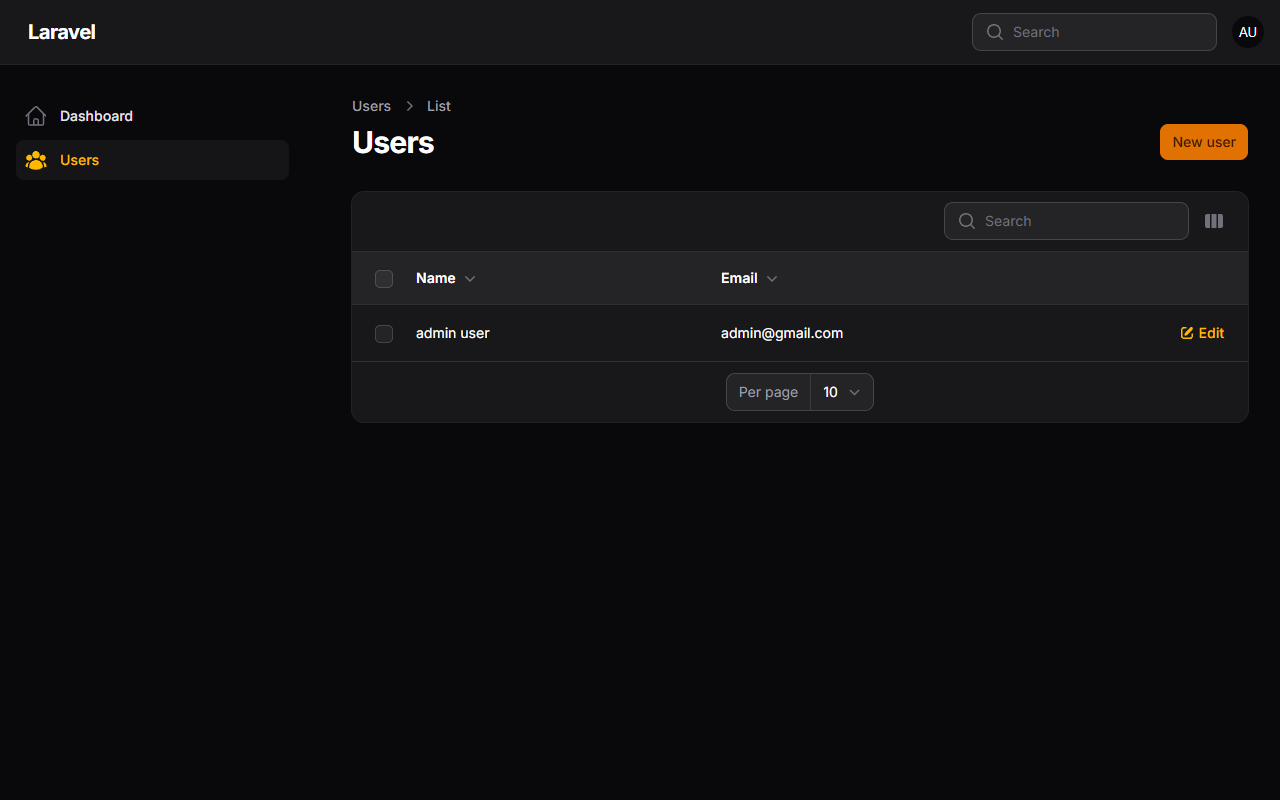 Laravel
Search
AU
Dashboard
Users
Users > List
Users
New user
Search
Name Email
admin user admin@gmail.com Edit
Per page 10